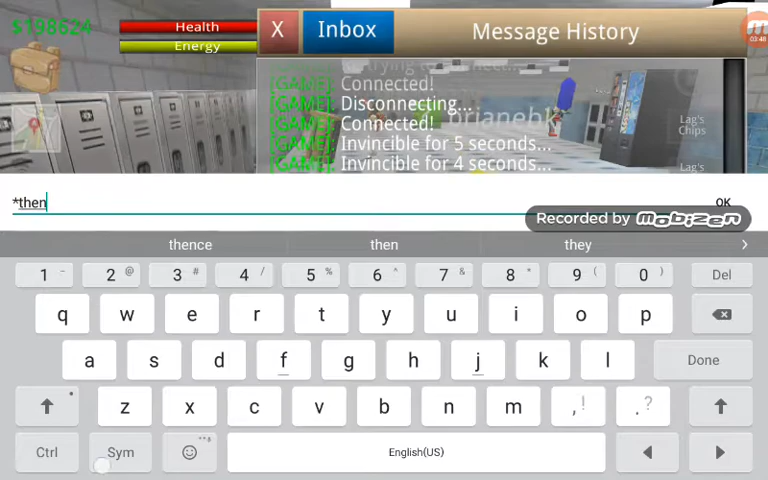 $198624
Health
Energy
X
Inbox
Message History
03:48
[GAME]: Connected!
[GAME]: Disconnecting...
[GAME]: Connected!
[GAME]: Invincible for 5 seconds...
[GAME]: Invincible for 4 seconds...
Lag's
Chips
Lag's
*then
OK
Recorded by mobizen
thence then they
1 - 2 @ 3 # 4 / 5 % 6 ^ 7 & 8 * 9 ( 0 ) Del
q w e r t y u i o p
a s d f g h j k l Done
z x c v b n m , ! . ?
Ctrl Sym English(US)